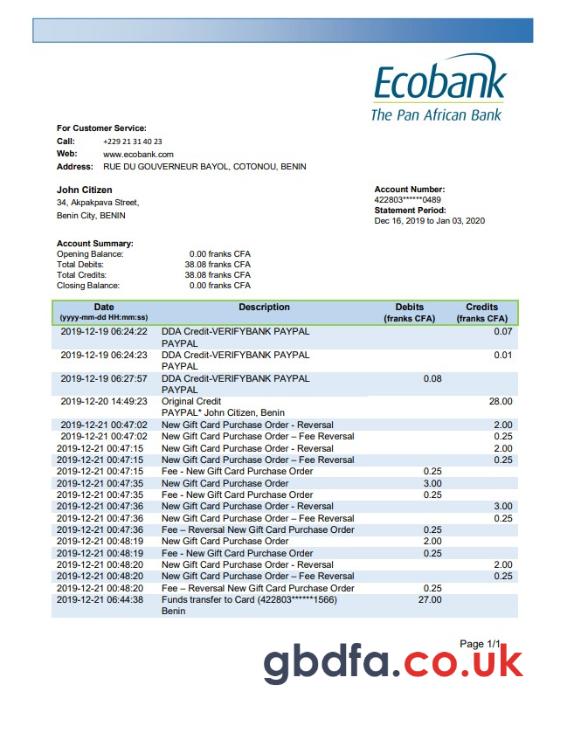 Ecobank
The Pan African Bank
For Customer Service:
Call: +229 21 31 40 23
Web: www.ecobank.com
Address: RUE DU GOUVERNEUR BAYOL, COTONOU, BENIN
John Citizen
34, Akpakpava Street,
Benin City, BENIN
Account Number:
422803******0489
Statement Period:
Dec 16, 2019 to Jan 03, 2020
Account Summary:
Opening Balance: 0.00 franks CFA
Total Debits: 38.08 franks CFA
Total Credits: 38.08 franks CFA
Closing Balance: 0.00 franks CFA
Date Description Debits Credits
(yyyy-mm-dd HH:mm:ss) (franks CFA) (franks CFA)
2019-12-19 06:24:22 DDA Credit-VERIFYBANK PAYPAL 0.07
PAYPAL
2019-12-19 06:24:23 DDA Credit-VERIFYBANK PAYPAL 0.01
PAYPAL
2019-12-19 06:27:57 DDA Credit-VERIFYBANK PAYPAL 0.08
PAYPAL
2019-12-20 14:49:23 Original Credit 28.00
PAYPAL* John Citizen, Benin
2019-12-21 00:47:02 New Gift Card Purchase Order - Reversal 2.00
2019-12-21 00:47:02 New Gift Card Purchase Order – Fee Reversal 0.25
2019-12-21 00:47:15 New Gift Card Purchase Order - Reversal 2.00
2019-12-21 00:47:15 New Gift Card Purchase Order – Fee Reversal 0.25
2019-12-21 00:47:15 Fee - New Gift Card Purchase Order 0.25
2019-12-21 00:47:35 New Gift Card Purchase Order 3.00
2019-12-21 00:47:35 Fee - New Gift Card Purchase Order 0.25
2019-12-21 00:47:36 New Gift Card Purchase Order - Reversal 3.00
2019-12-21 00:47:36 New Gift Card Purchase Order – Fee Reversal 0.25
2019-12-21 00:47:36 Fee – Reversal New Gift Card Purchase Order 0.25
2019-12-21 00:48:19 New Gift Card Purchase Order 2.00
2019-12-21 00:48:19 Fee - New Gift Card Purchase Order 0.25
2019-12-21 00:48:20 New Gift Card Purchase Order - Reversal 2.00
2019-12-21 00:48:20 New Gift Card Purchase Order – Fee Reversal 0.25
2019-12-21 00:48:20 Fee – Reversal New Gift Card Purchase Order 0.25
2019-12-21 06:44:38 Funds transfer to Card (422803******1566) 27.00
Benin
Page 1/1
gbdfa.co.uk